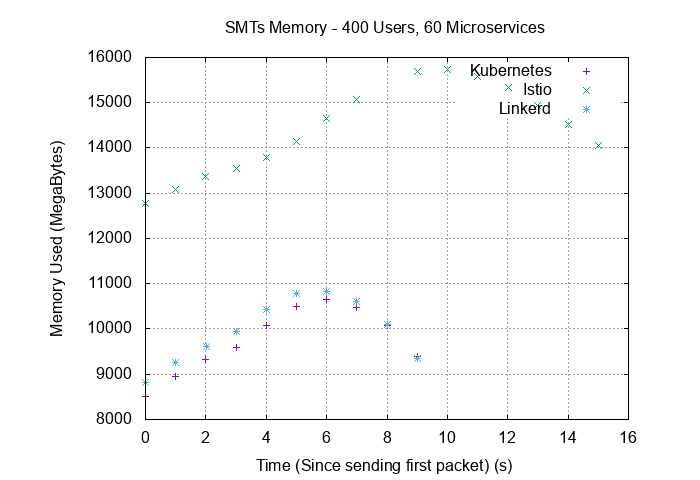 SMTs Memory - 400 Users, 60 Microservices
16000
15000
14000
13000
12000
11000
10000
9000
8000
Memory Used (MegaBytes)
Kubernetes
Istio
Linkerd
0 2 4 6 8 10 12 14 16
Time (Since sending first packet) (s)